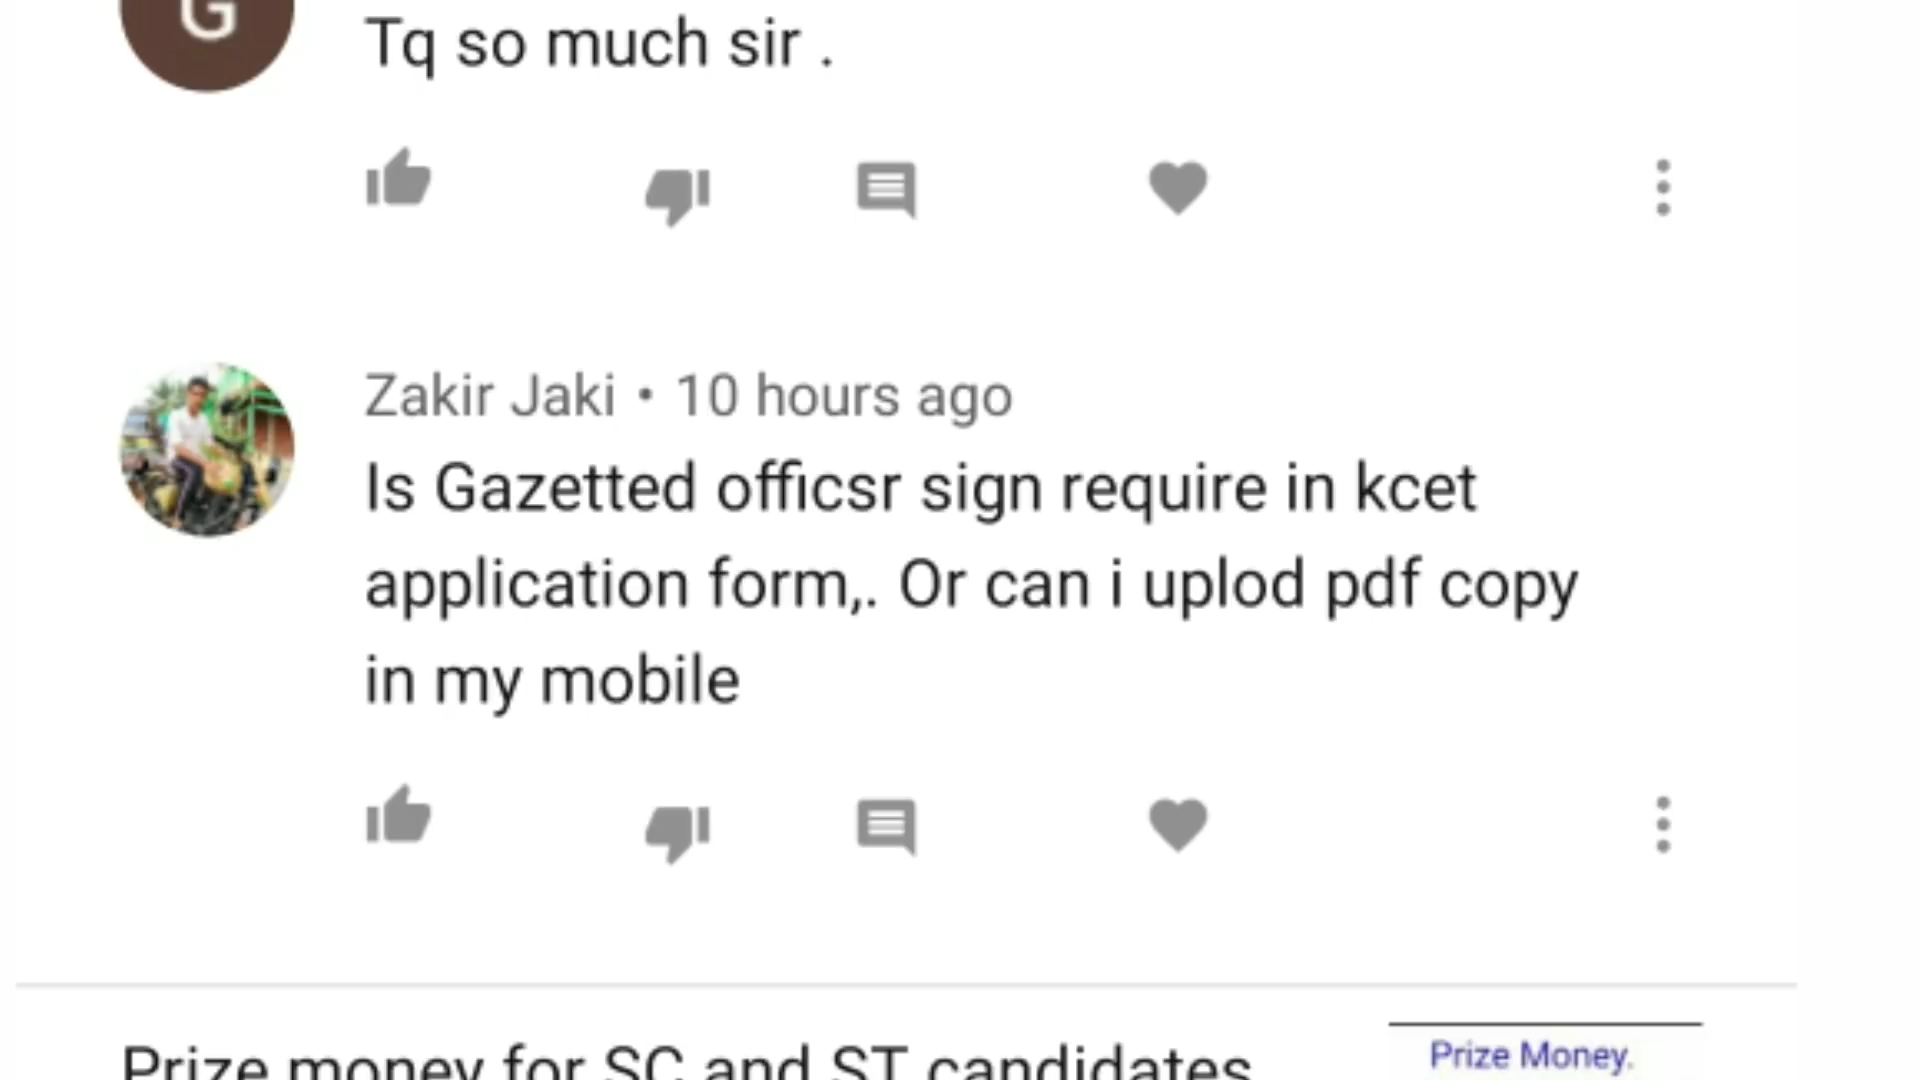 G
Tq so much sir .
Zakir Jaki • 10 hours ago
Is Gazetted officsr sign require in kcet
application form,. Or can i uplod pdf copy
in my mobile
Prize money for SC and ST candidates
Prize Money.